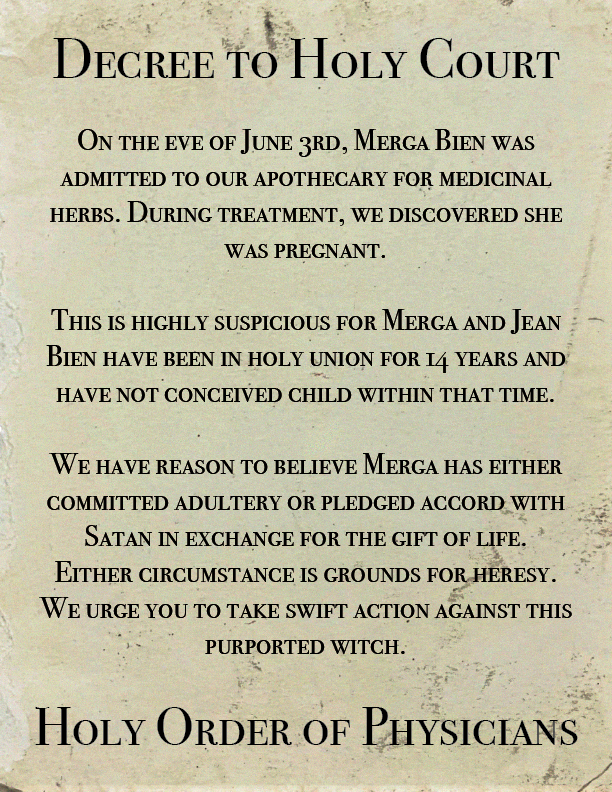 Decree to Holy Court
On the eve of June 3rd, Merga Bien was
admitted to our apothecary for medicinal
herbs. During treatment, we discovered she
was pregnant.
This is highly suspicious for Merga and Jean
Bien have been in holy union for 14 years and
have not conceived child within that time.
We have reason to believe Merga has either
committed adultery or pledged accord with
Satan in exchange for the gift of life.
Either circumstance is grounds for heresy.
We urge you to take swift action against this
purported witch.
Holy Order of Physicians